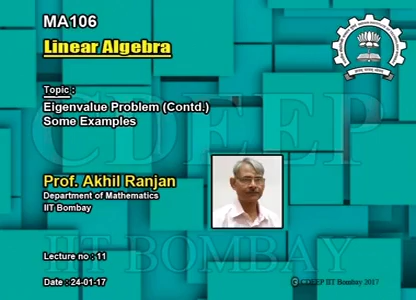 MA106
Linear Algebra
Topic :
Eigenvalue Problem (Contd.)
Some Examples
CDEEP
Prof. Akhil Ranjan
Department of Mathematics
IIT Bombay
IIT BOMBAY
Lecture no : 11
Date : 24-01-17
© CDEEP IIT Bombay 2017